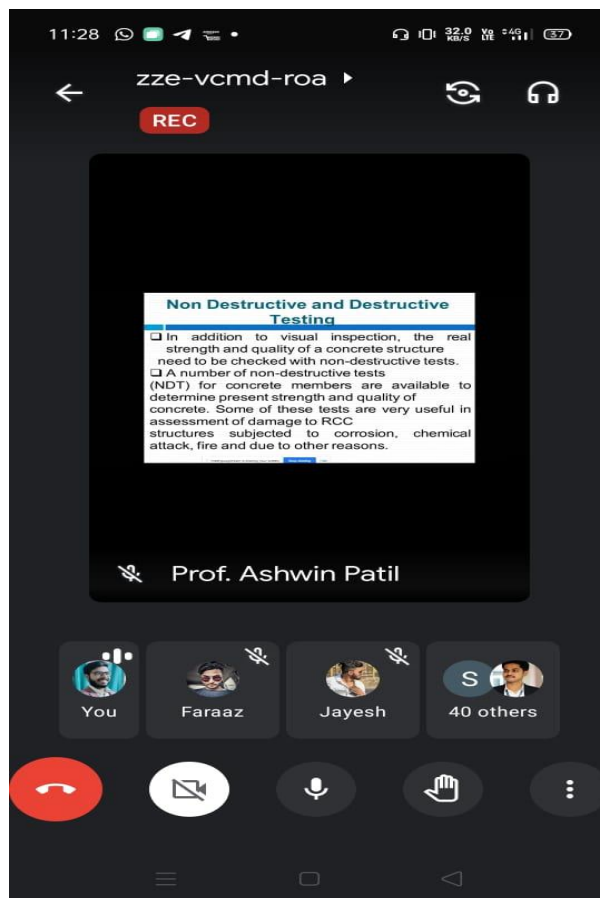 11:28
32.0 KB/S Vo LTE 4G 37
zze-vcmd-roa
REC
Non Destructive and Destructive
Testing
In addition to visual inspection, the real
strength and quality of a concrete structure
need to be checked with non-destructive tests.
A number of non-destructive tests
(NDT) for concrete members are available to
determine present strength and quality of
concrete. Some of these tests are very useful in
assessment of damage to RCC
structures subjected to corrosion, chemical
attack, fire and due to other reasons.
Prof. Ashwin Patil
S
You Faraaz Jayesh 40 others